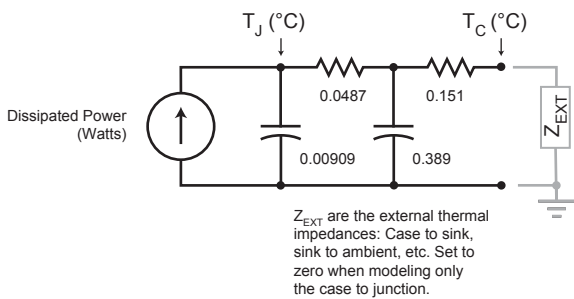 T_J (°C)
T_C (°C)
0.0487
0.151
Dissipated Power
(Watts)
0.00909
0.389
Z_EXT
Z_EXT are the external thermal
impedances: Case to sink,
sink to ambient, etc. Set to
zero when modeling only
the case to junction.